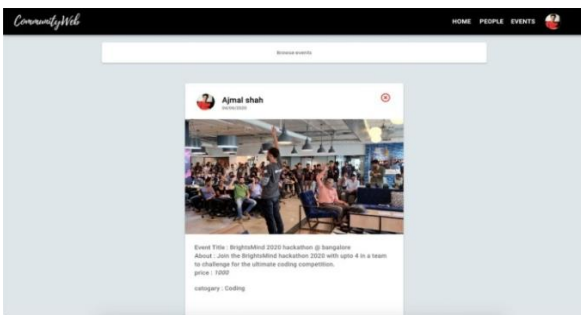 CommunityWeb
HOME PEOPLE EVENTS
Browse events
Ajmal shah
Event Title : BrightsMind 2020 hackathon @ bangalore
About : Join the BrightsMind hackathon 2020 with upto 4 in a team
to challenge for the ultimate coding competition.
price : 1000
catogary : Coding